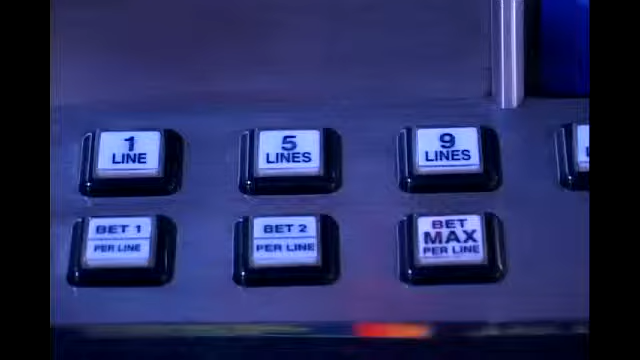 1
LINE
5
LINES
9
LINES
BET 1
PER LINE
BET 2
PER LINE
BET
MAX
PER LINE